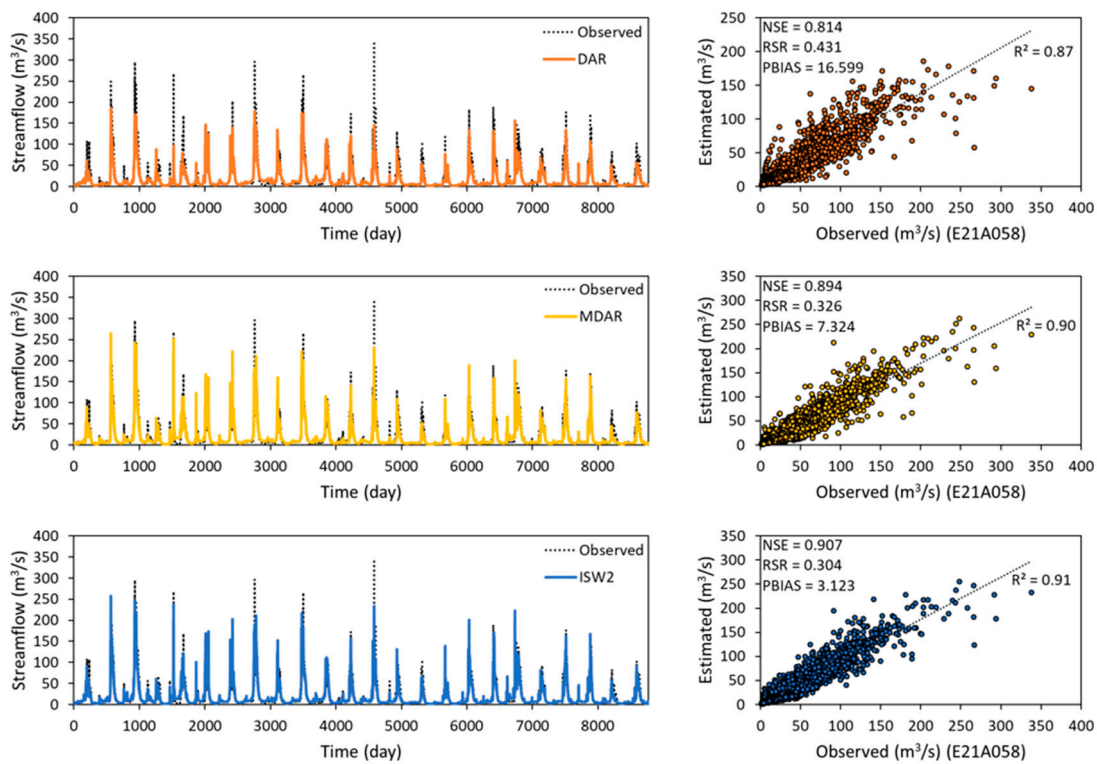 Streamflow (m³/s)
400
350
300
250
200
150
100
50
0
Observed
DAR
0 1000 2000 3000 4000 5000 6000 7000 8000
Time (day)
Estimated (m³/s)
250
200
150
100
50
0
NSE = 0.814
RSR = 0.431
PBIAS = 16.599
R² = 0.87
0 50 100 150 200 250 300 350 400
Observed (m³/s) (E21A058)
Streamflow (m³/s)
400
350
300
250
200
150
100
50
0
Observed
MDAR
0 1000 2000 3000 4000 5000 6000 7000 8000
Time (day)
Estimated (m³/s)
350
300
250
200
150
100
50
0
NSE = 0.894
RSR = 0.326
PBIAS = 7.324
R² = 0.90
0 50 100 150 200 250 300 350 400
Observed (m³/s) (E21A058)
Streamflow (m³/s)
400
350
300
250
200
150
100
50
0
Observed
ISW2
0 1000 2000 3000 4000 5000 6000 7000 8000
Time (day)
Estimated (m³/s)
350
300
250
200
150
100
50
0
NSE = 0.907
RSR = 0.304
PBIAS = 3.123
R² = 0.91
0 50 100 150 200 250 300 350 400
Observed (m³/s) (E21A058)